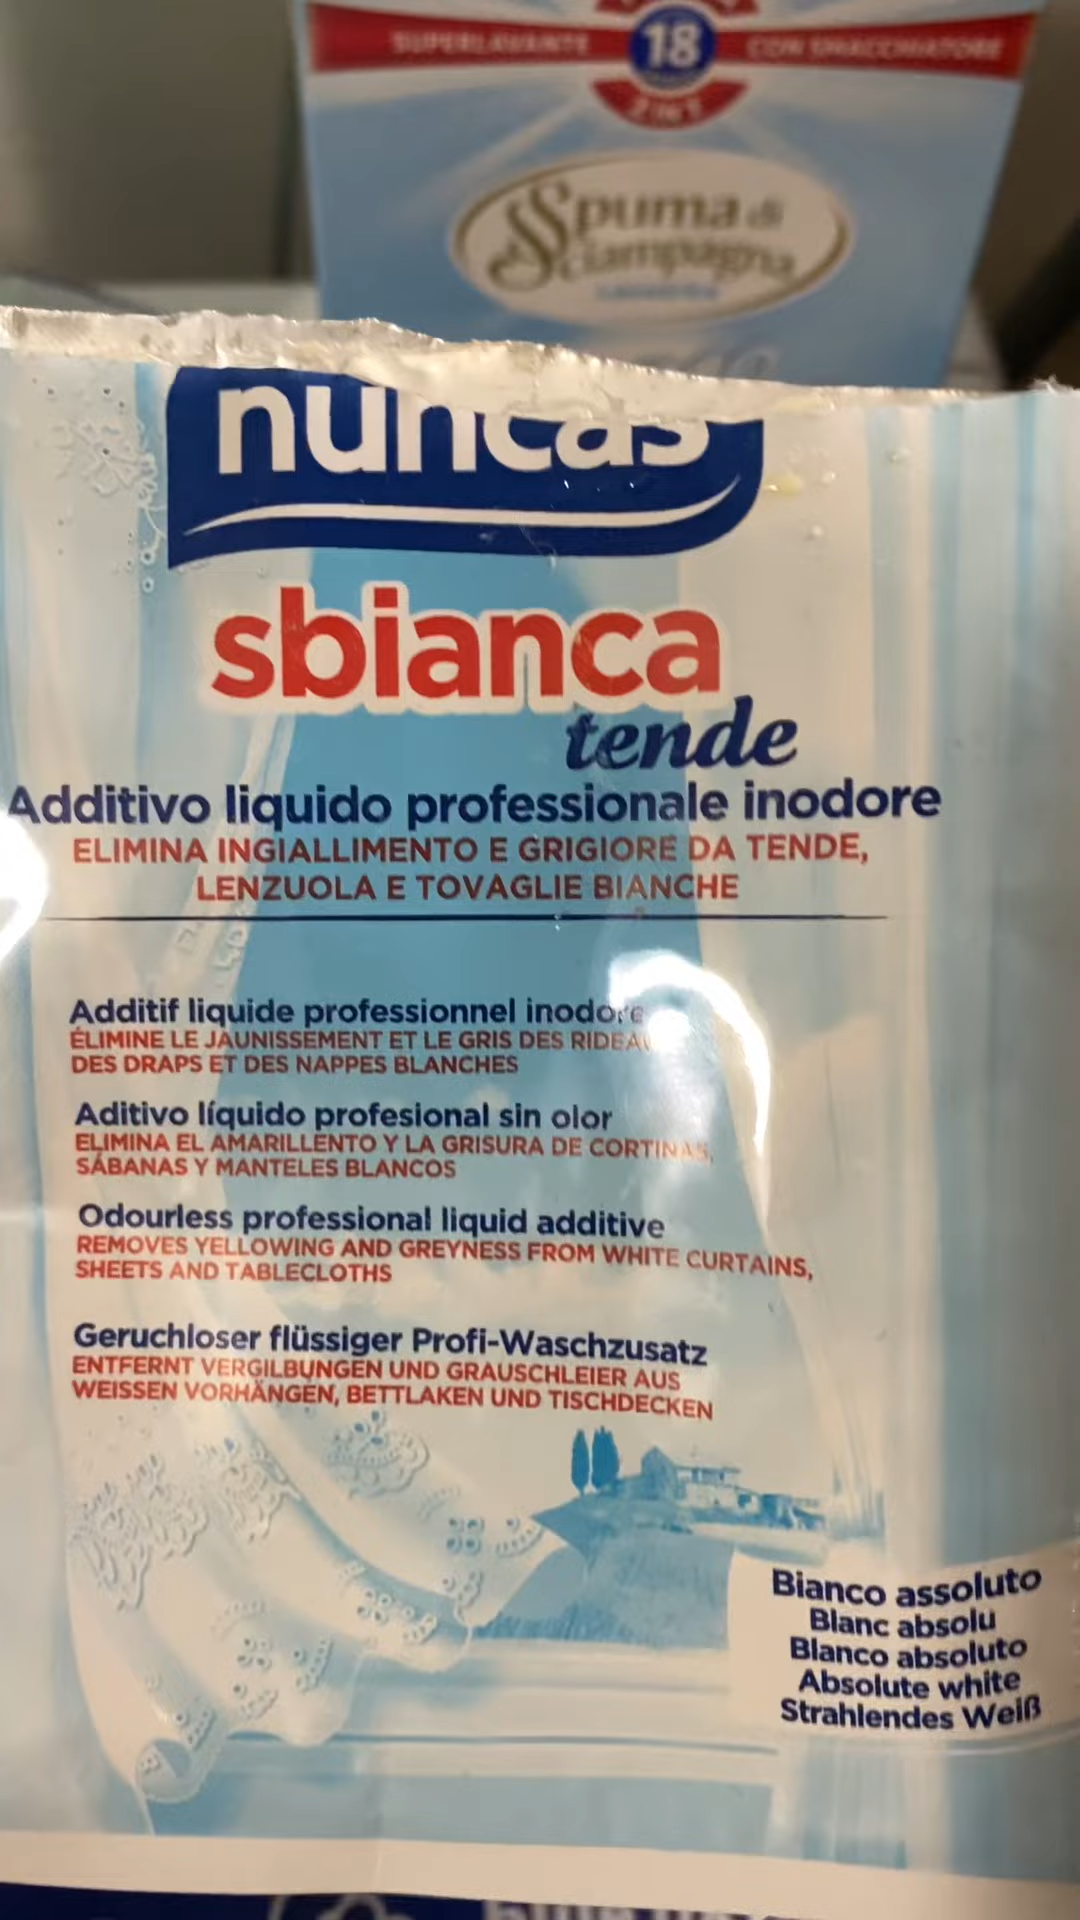 SUPERLAVANTE 18 CON SMACCHIATORE
2 IN 1
Spuma di
Sciampagna
nuncas
sbianca
tende
Additivo liquido professionale inodore
ELIMINA INGIALLIMENTO E GRIGIORE DA TENDE,
LENZUOLA E TOVAGLIE BIANCHE
Additif liquide professionnel inodore
ÉLIMINE LE JAUNISSEMENT ET LE GRIS DES RIDEA
DES DRAPS ET DES NAPPES BLANCHES
Aditivo líquido profesional sin olor
ELIMINA EL AMARILLENTO Y LA GRISURA DE CORTINAS,
SÁBANAS Y MANTELES BLANCOS
Odourless professional liquid additive
REMOVES YELLOWING AND GREYNESS FROM WHITE CURTAINS,
SHEETS AND TABLECLOTHS
Geruchloser flüssiger Profi-Waschzusatz
ENTFERNT VERGILBUNGEN UND GRAUSCHLEIER AUS
WEISSEN VORHÄNGEN, BETTLAKEN UND TISCHDECKEN
Bianco assoluto
Blanc absolu
Blanco absoluto
Absolute white
Strahlendes Weiß